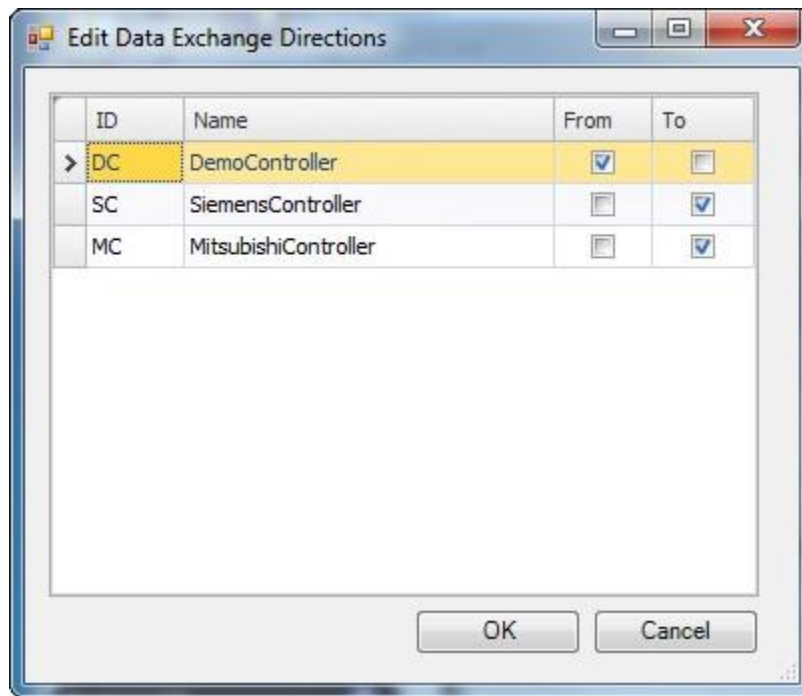 Edit Data Exchange Directions
ID Name From To
DC DemoController
SC SiemensController
MC MitsubishiController
OK Cancel